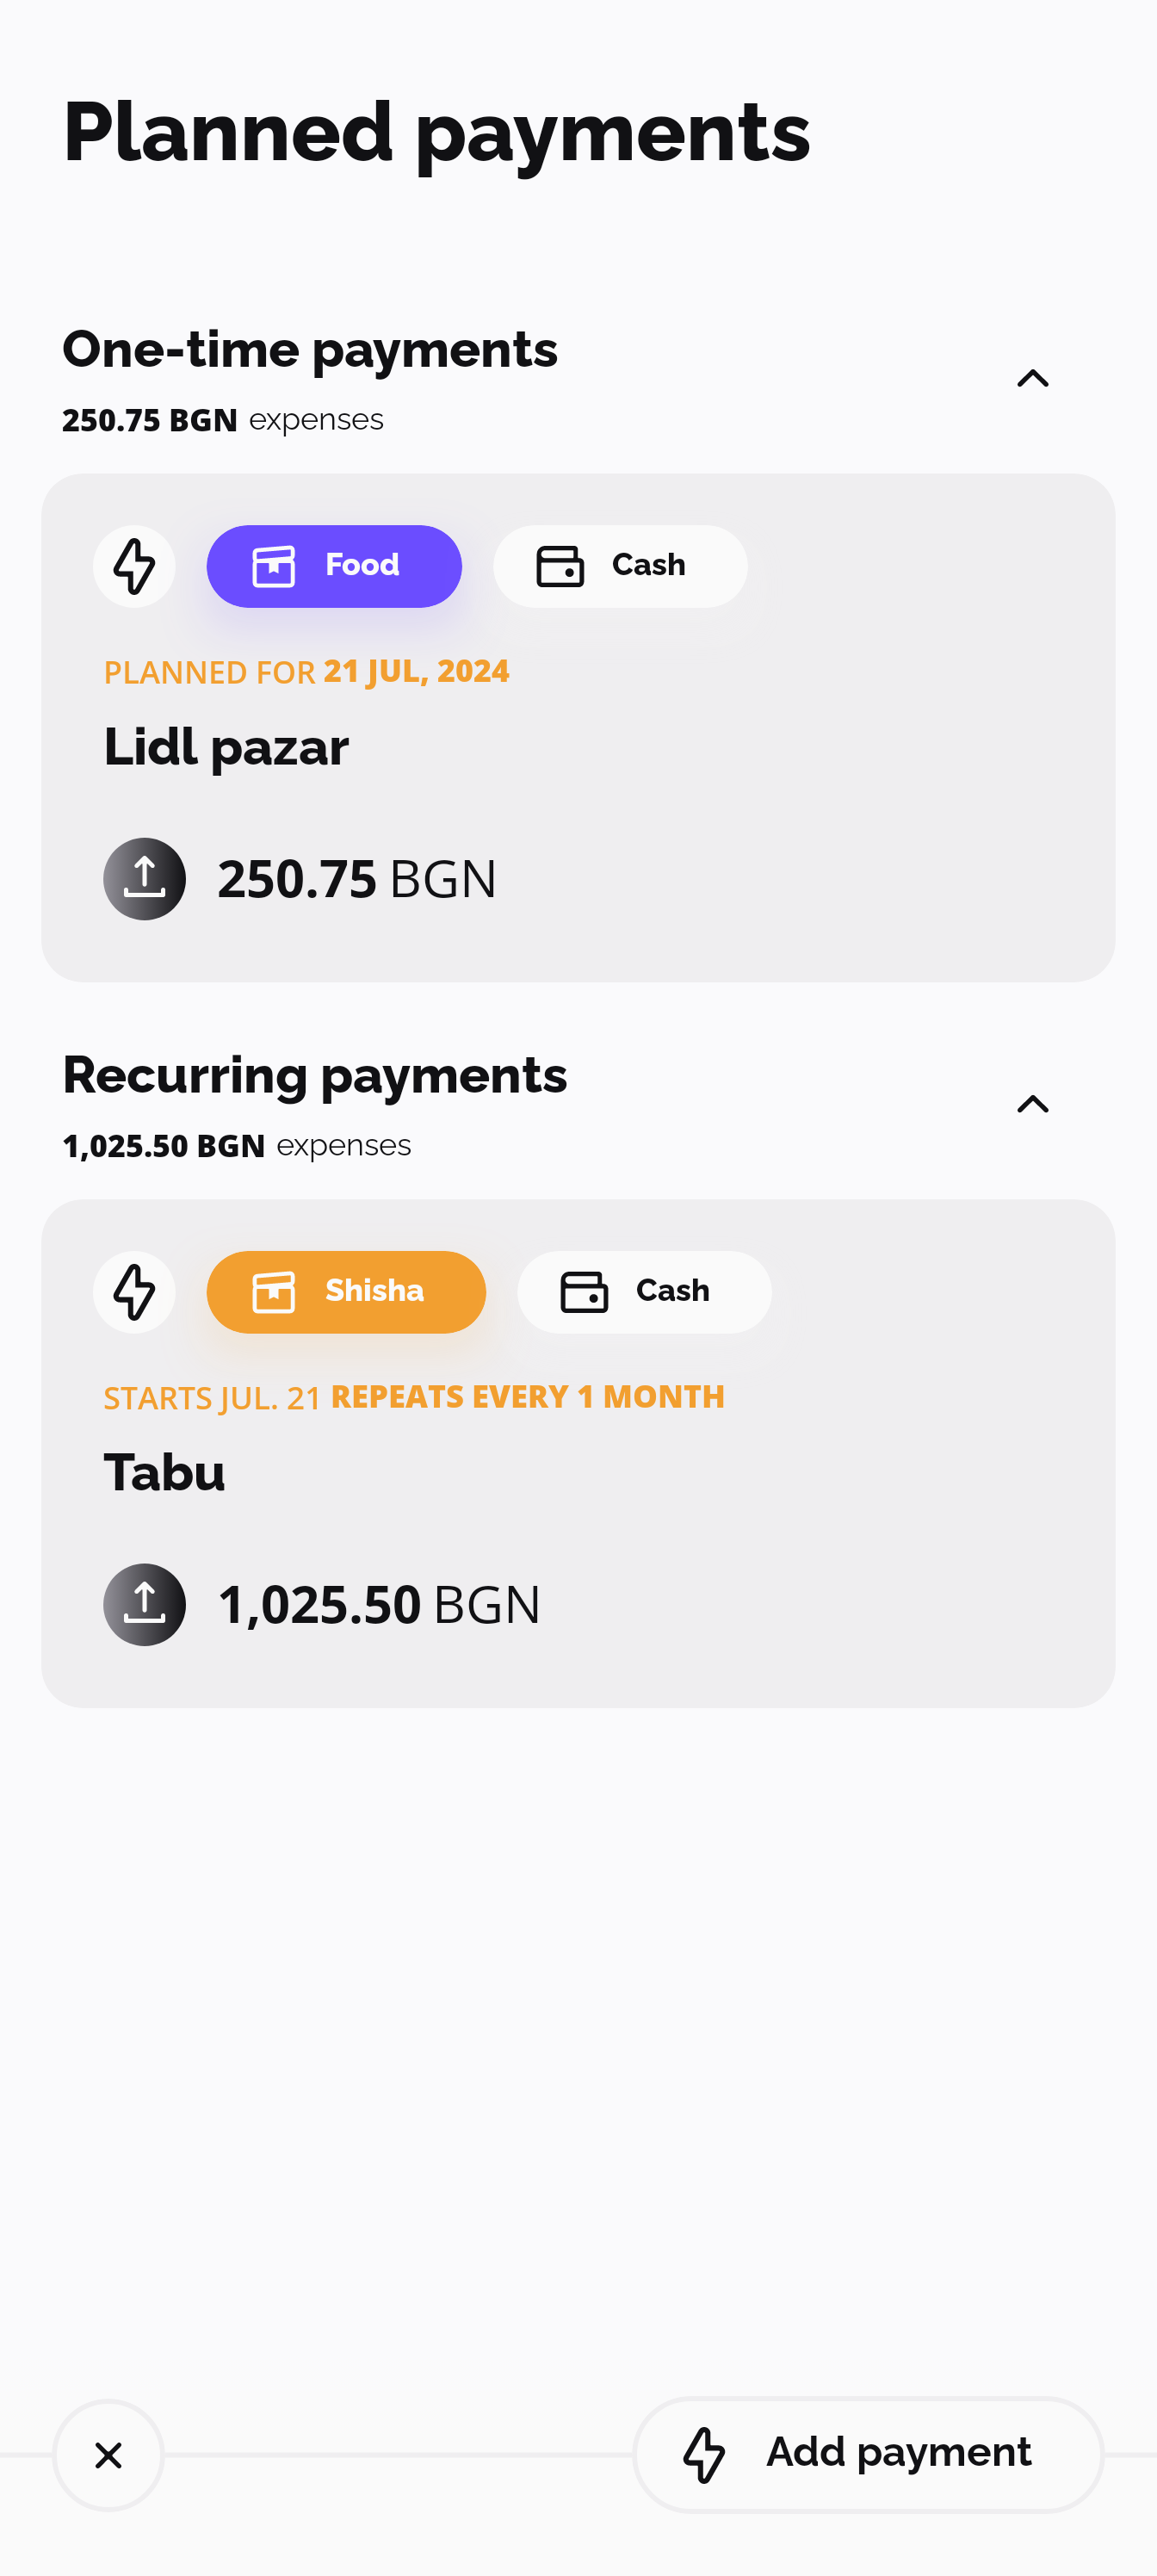 Planned payments
One-time payments
250.75 BGN expenses
Food
Cash
PLANNED FOR 21 JUL, 2024
Lidl pazar
250.75 BGN
Recurring payments
1,025.50 BGN expenses
Shisha
Cash
STARTS JUL. 21 REPEATS EVERY 1 MONTH
Tabu
1,025.50 BGN
Add payment